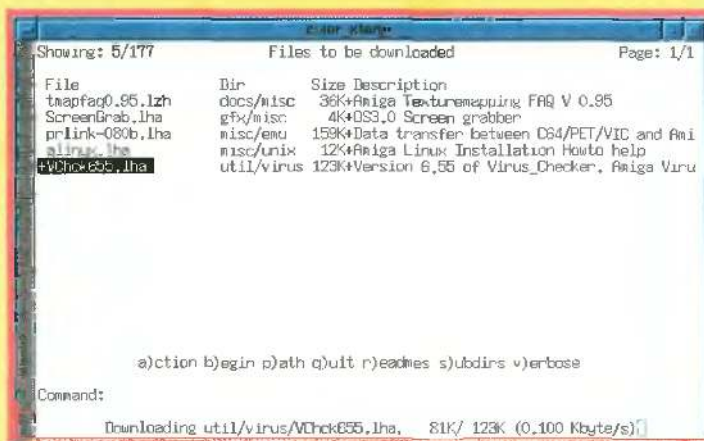 Showing: 5/177 Files to be downloaded Page: 1/1
File Dir Size Description
tmapfaq0.95.lzh docs/misc 36K+Amiga Texturemapping FAQ V 0.95
ScreenGrab.lha gfx/misc 4K+OS3.0 Screen grabber
prlink-080b.lha misc/emu 159K+Data transfer between C64/PET/VIC and Ami
alinux.lha misc/unix 12K+Amiga Linux Installation Howto help
+VChck655.lha util/virus 123K+Version 6.55 of Virus_Checker. Amiga Viru
a)ction b)egin p)ath q)uit r)eadmes s)ubdirs v)erbose
Command:
Downloading util/virus/VChck655.lha, 81K/ 123K (0.100 Kbyte/s)